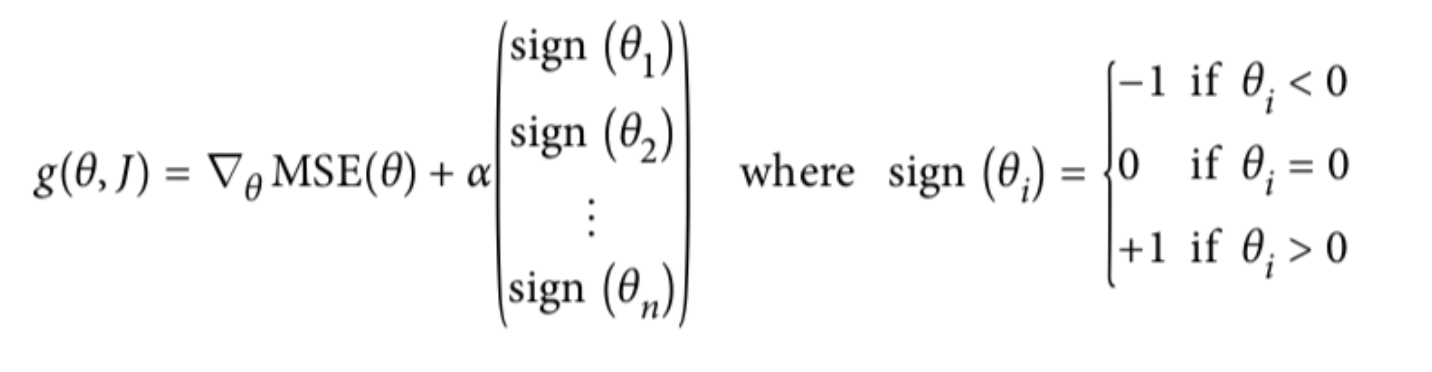 g(θ, J) = ∇θ MSE(θ) + α (sign (θ1) sign (θ2) ⋮ sign (θn)) where sign (θi) = {−1 if θi < 0
0 if θi = 0
+1 if θi > 0